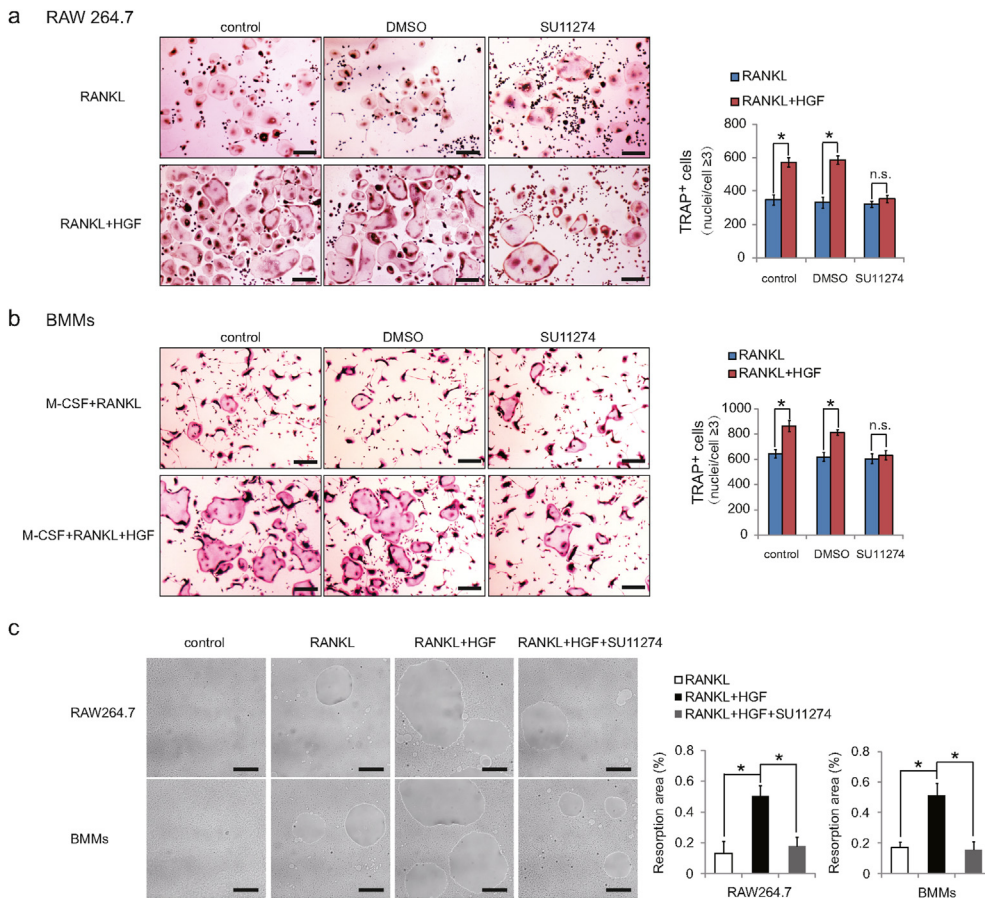 a RAW 264.7
control DMSO SU11274
RANKL
RANKL+HGF
RANKL
RANKL+HGF
TRAP+ cells
(nuclei/cell ≥3)
800
600
400
200
0
* * n.s.
control DMSO SU11274
b BMMs
control DMSO SU11274
M-CSF+RANKL
M-CSF+RANKL+HGF
RANKL
RANKL+HGF
TRAP+ cells
(nuclei/cell ≥3)
1000
800
600
400
200
0
* * n.s.
control DMSO SU11274
c
control RANKL RANKL+HGF RANKL+HGF+SU11274
RAW264.7
BMMs
RANKL
RANKL+HGF
RANKL+HGF+SU11274
Resorption area (%)
0.8
0.6
0.4
0.2
0
* *
RAW264.7
Resorption area (%)
0.8
0.6
0.4
0.2
0
* *
BMMs